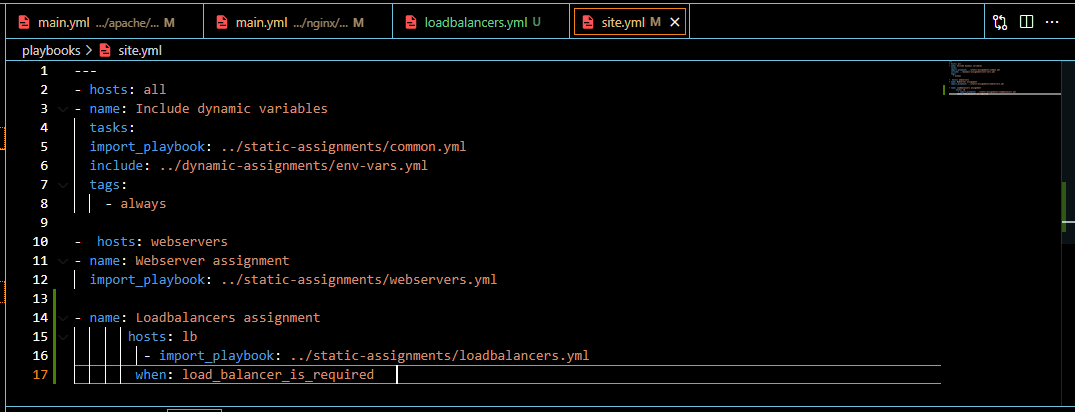 main.yml .../apache/... M main.yml .../nginx/... M loadbalancers.yml U site.yml M
playbooks > site.yml
1 ---
2 - hosts: all
3 - name: Include dynamic variables
4 tasks:
5 import_playbook: ../static-assignments/common.yml
6 include: ../dynamic-assignments/env-vars.yml
7 tags:
8 - always
9
10 - hosts: webservers
11 - name: Webserver assignment
12 import_playbook: ../static-assignments/webservers.yml
13
14 - name: Loadbalancers assignment
15 hosts: lb
16 - import_playbook: ../static-assignments/loadbalancers.yml
17 when: load_balancer_is_required